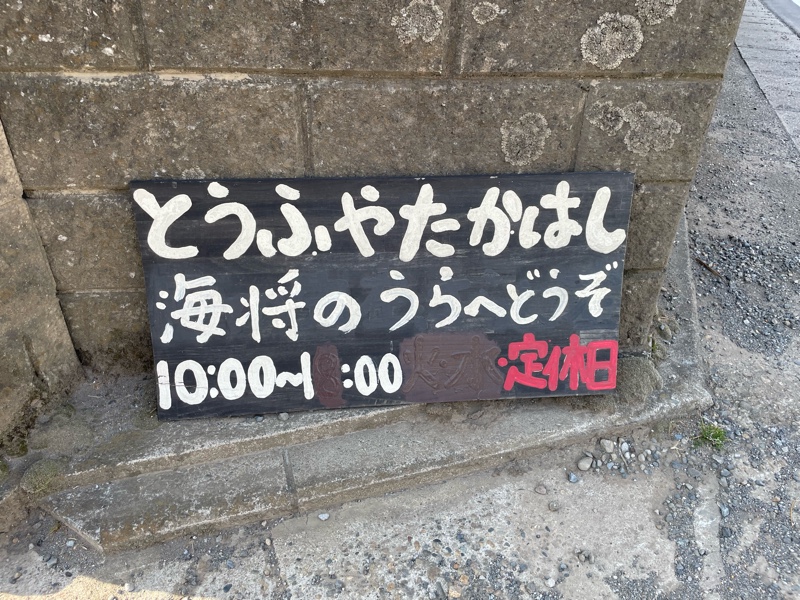 とうふやたかはし
海将のうらへどうぞ
10:00〜1 :00 定休日